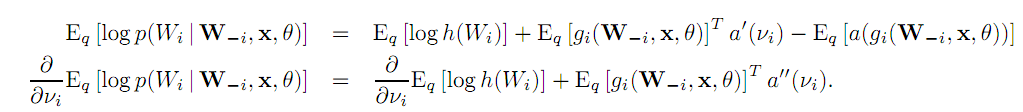 E_q [log p(W_i | W_{−i}, x, θ)] = E_q [log h(W_i)] + E_q [g_i(W_{−i}, x, θ)]^T a′(ν_i) − E_q [a(g_i(W_{−i}, x, θ))]
∂/∂ν_i E_q [log p(W_i | W_{−i}, x, θ)] = ∂/∂ν_i E_q [log h(W_i)] + E_q [g_i(W_{−i}, x, θ)]^T a″(ν_i).